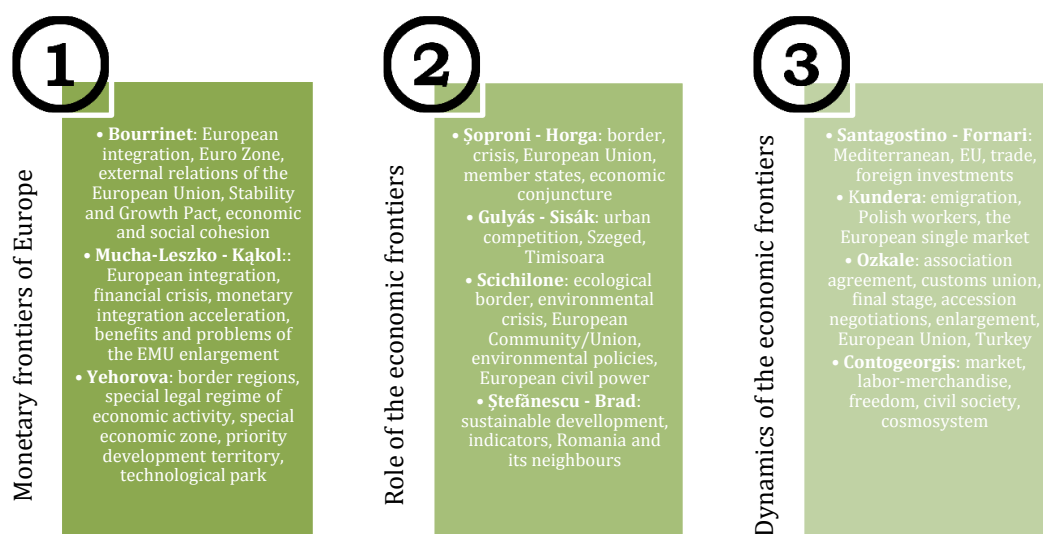 1
Monetary frontiers of Europe
• Bourrinet: European
integration, Euro Zone,
external relations of the
European Union, Stability
and Growth Pact, economic
and social cohesion
• Mucha-Leszko - Kąkol::
European integration,
financial crisis, monetary
integration acceleration,
benefits and problems of
the EMU enlargement
• Yehorova: border regions,
special legal regime of
economic activity, special
economic zone, priority
development territory,
technological park
2
Role of the economic frontiers
• Şoproni - Horga: border,
crisis, European Union,
member states, economic
conjuncture
• Gulyás - Sisák: urban
competition, Szeged,
Timisoara
• Scichilone: ecological
border, environmental
crisis, European
Community/Union,
environmental policies,
European civil power
• Ştefănescu - Brad:
sustainable devellopment,
indicators, Romania and
its neighbours
3
Dynamics of the economic frontiers
• Santagostino - Fornari:
Mediterranean, EU, trade,
foreign investments
• Kundera: emigration,
Polish workers, the
European single market
• Ozkale: association
agreement, customs union,
final stage, accession
negotiations, enlargement,
European Union, Turkey
• Contogeorgis: market,
labor-merchandise,
freedom, civil society,
cosmosystem